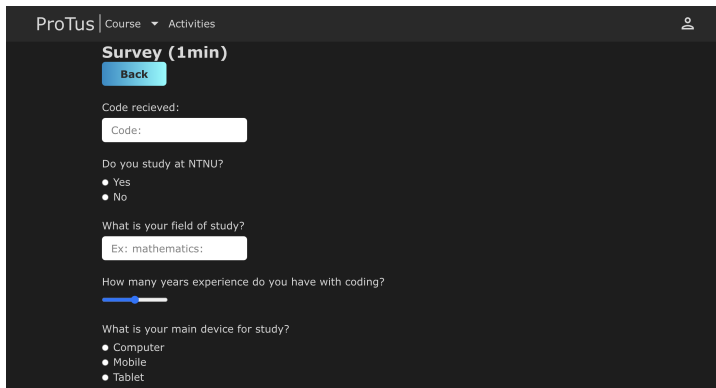 ProTus Course Activities
Survey (1min)
Back
Code recieved:
Code:
Do you study at NTNU?
Yes
No
What is your field of study?
Ex: mathematics:
How many years experience do you have with coding?
What is your main device for study?
Computer
Mobile
Tablet